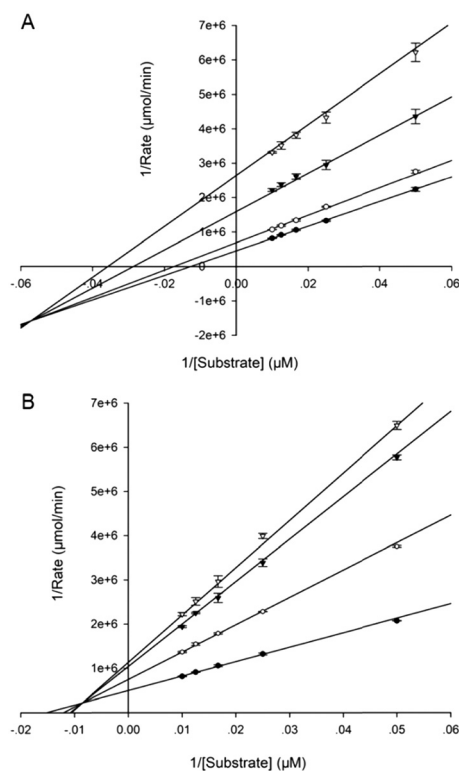 A
7e+6
6e+6
5e+6
4e+6
3e+6
2e+6
1e+6
0
-1e+6
-2e+6
1/Rate (µmol/min)
-.06 -.04 -.02 0.00 .02 .04 .06
1/[Substrate] (µM)
B
7e+6
6e+6
5e+6
4e+6
3e+6
2e+6
1e+6
1/Rate (µmol/min)
-.02 -.01 0.00 .01 .02 .03 .04 .05 .06
1/[Substrate] (µM)